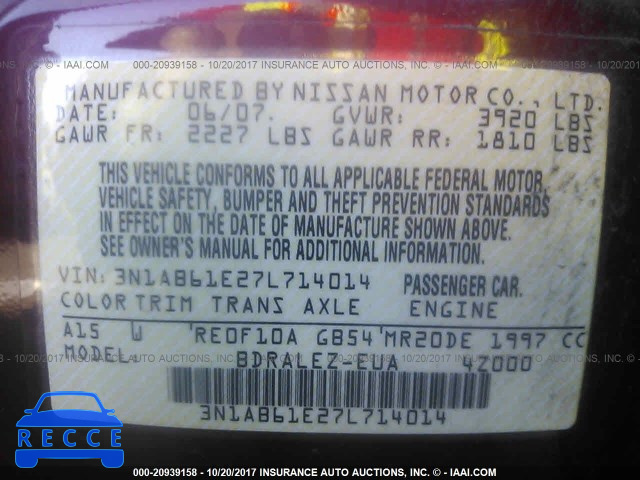 000-20939158 - 10/20/2017 INSURANCE AUTO AUCTIONS, INC. - © - IAAI.COM
MANUFACTURED BY NISSAN MOTOR CO., LTD.
DATE: 06/07. GVWR: 3920 LBS
GAWR FR: 2227 LBS GAWR RR: 1810 LBS
THIS VEHICLE CONFORMS TO ALL APPLICABLE FEDERAL MOTOR
VEHICLE SAFETY, BUMPER AND THEFT PREVENTION STANDARDS
IN EFFECT ON THE DATE OF MANUFACTURE SHOWN ABOVE.
SEE OWNER'S MANUAL FOR ADDITIONAL INFORMATION.
VIN: 3N1AB61E27L714014 PASSENGER CAR.
COLOR TRIM TRANS AXLE ENGINE
A15 W 'RE0F10A GB54'MR20DE 1997 CC
MODEL: BDRALEZ-EUA 42000
3N1AB61E27L714014
RECCE
000-20939158 - 10/20/2017 INSURANCE AUTO AUCTIONS, INC. - © - IAAI.COM